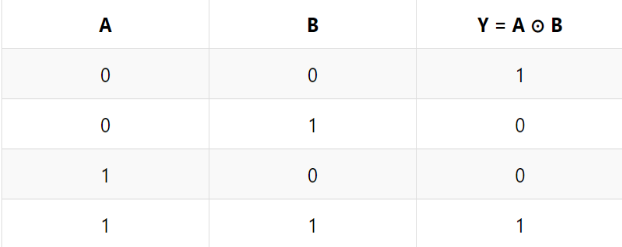 A B Y = A ⊙ B
0 0 1
0 1 0
1 0 0
1 1 1